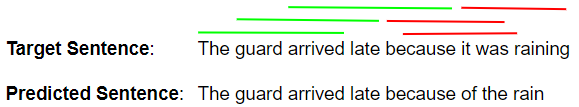 Target Sentence: The guard arrived late because it was raining
Predicted Sentence: The guard arrived late because of the rain